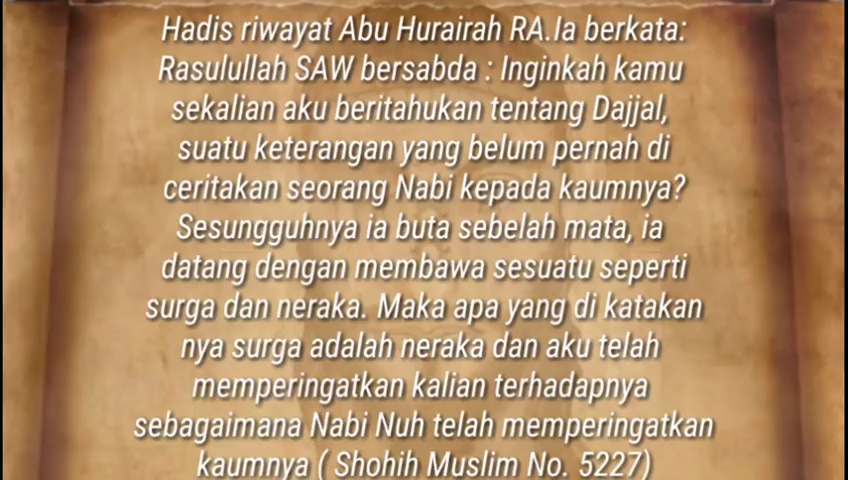 Hadis riwayat Abu Hurairah RA.Ia berkata:
Rasulullah SAW bersabda : Inginkah kamu
sekalian aku beritahukan tentang Dajjal,
suatu keterangan yang belum pernah di
ceritakan seorang Nabi kepada kaumnya?
Sesungguhnya ia buta sebelah mata, ia
datang dengan membawa sesuatu seperti
surga dan neraka. Maka apa yang di katakan
nya surga adalah neraka dan aku telah
memperingatkan kalian terhadapnya
sebagaimana Nabi Nuh telah memperingatkan
kaumnya ( Shohih Muslim No. 5227)